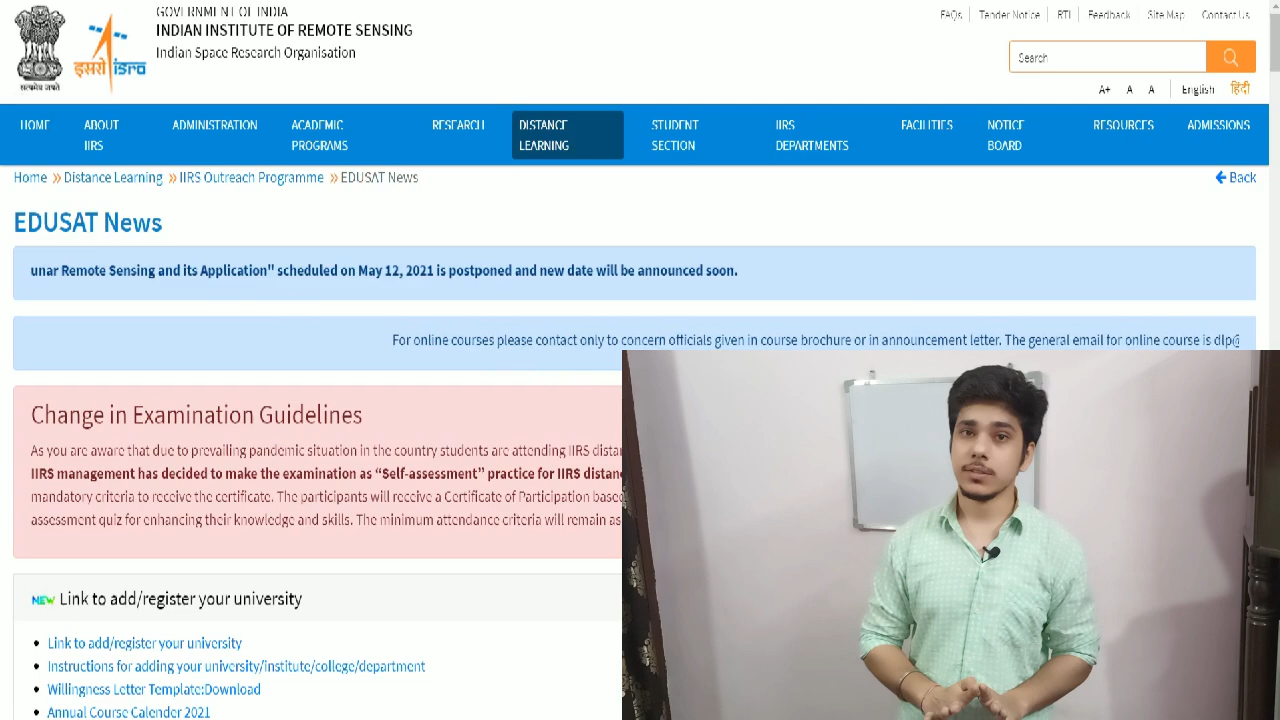 GOVERNMENT OF INDIA
INDIAN INSTITUTE OF REMOTE SENSING
Indian Space Research Organisation
सत्यमेव जयते
इसरो isro
FAQs Tender Notice RTI Feedback Site Map Contact Us
Search
A+ A A English हिंदी
HOME ABOUT IIRS ADMINISTRATION ACADEMIC PROGRAMS RESEARCH DISTANCE LEARNING STUDENT SECTION IIRS DEPARTMENTS FACILITIES NOTICE BOARD RESOURCES ADMISSIONS
Home » Distance Learning » IIRS Outreach Programme » EDUSAT News
Back
EDUSAT News
unar Remote Sensing and its Application" scheduled on May 12, 2021 is postponed and new date will be announced soon.
For online courses please contact only to concern officials given in course brochure or in announcement letter. The general email for online course is dlp@
Change in Examination Guidelines
As you are aware that due to prevailing pandemic situation in the country students are attending IIRS distan
IIRS management has decided to make the examination as “Self-assessment” practice for IIRS distanc
mandatory criteria to receive the certificate. The participants will receive a Certificate of Participation based
assessment quiz for enhancing their knowledge and skills. The minimum attendance criteria will remain as
NEW Link to add/register your university
Link to add/register your university
Instructions for adding your university/institute/college/department
Willingness Letter Template:Download
Annual Course Calender 2021